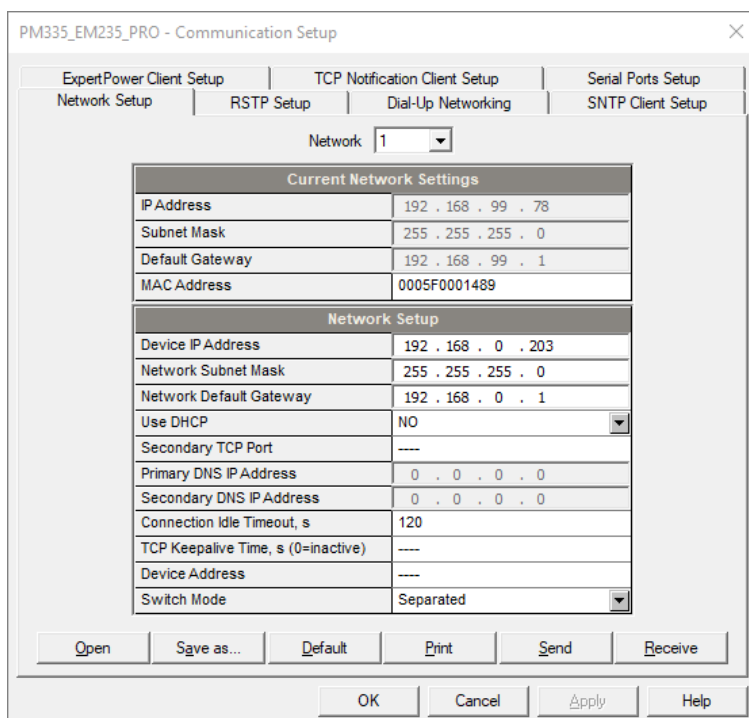 PM335_EM235_PRO - Communication Setup
ExpertPower Client Setup TCP Notification Client Setup Serial Ports Setup
Network Setup RSTP Setup Dial-Up Networking SNTP Client Setup
Network 1
Current Network Settings
IP Address 192 . 168 . 99 . 78
Subnet Mask 255 . 255 . 255 . 0
Default Gateway 192 . 168 . 99 . 1
MAC Address 0005F0001489
Network Setup
Device IP Address 192 . 168 . 0 . 203
Network Subnet Mask 255 . 255 . 255 . 0
Network Default Gateway 192 . 168 . 0 . 1
Use DHCP NO
Secondary TCP Port ----
Primary DNS IP Address 0 . 0 . 0 . 0
Secondary DNS IP Address 0 . 0 . 0 . 0
Connection Idle Timeout, s 120
TCP Keepalive Time, s (0=inactive) ----
Device Address ----
Switch Mode Separated
Open Save as... Default Print Send Receive
OK Cancel Apply Help